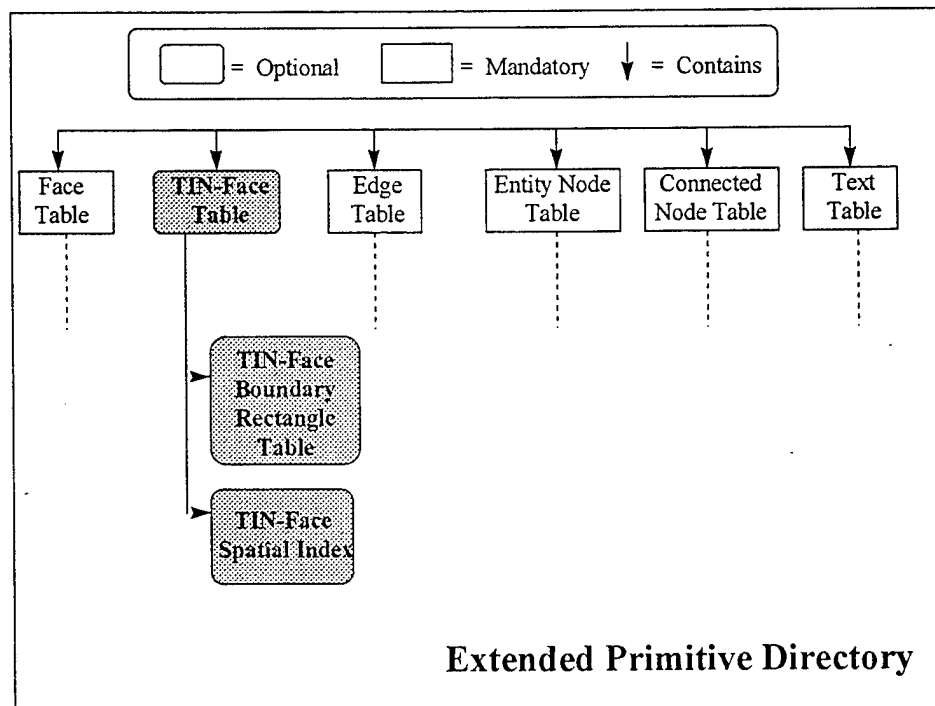 = Optional
= Mandatory
= Contains
Face
Table
TIN-Face
Table
Edge
Table
Entity Node
Table
Connected
Node Table
Text
Table
TIN-Face
Boundary
Rectangle
Table
TIN-Face
Spatial Index
Extended Primitive Directory